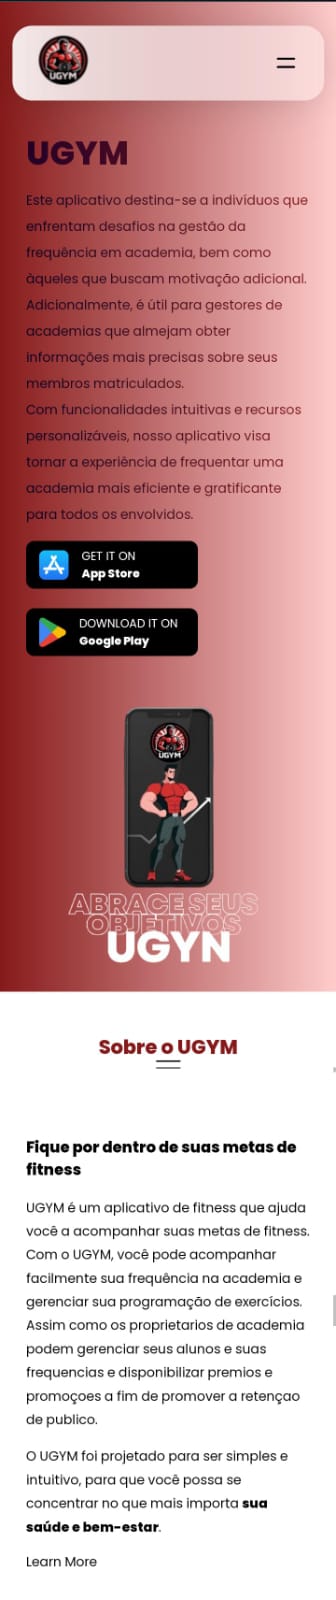 UGYM
UGYM
Este aplicativo destina-se a indivíduos que
enfrentam desafios na gestão da
frequência em academia, bem como
àqueles que buscam motivação adicional.
Adicionalmente, é útil para gestores de
academias que almejam obter
informações mais precisas sobre seus
membros matriculados.
Com funcionalidades intuitivas e recursos
personalizáveis, nosso aplicativo visa
tornar a experiência de frequentar uma
academia mais eficiente e gratificante
para todos os envolvidos.
GET IT ON
App Store
DOWNLOAD IT ON
Google Play
UGYM
ABRACE SEUS
OBJETIVOS
UGYN
Sobre o UGYM
Fique por dentro de suas metas de
fitness
UGYM é um aplicativo de fitness que ajuda
você a acompanhar suas metas de fitness.
Com o UGYM, você pode acompanhar
facilmente sua frequência na academia e
gerenciar sua programação de exercícios.
Assim como os proprietarios de academia
podem gerenciar seus alunos e suas
frequencias e disponibilizar premios e
promoçoes a fim de promover a retençao
de publico.
O UGYM foi projetado para ser simples e
intuitivo, para que você possa se
concentrar no que mais importa sua
saúde e bem-estar.
Learn More